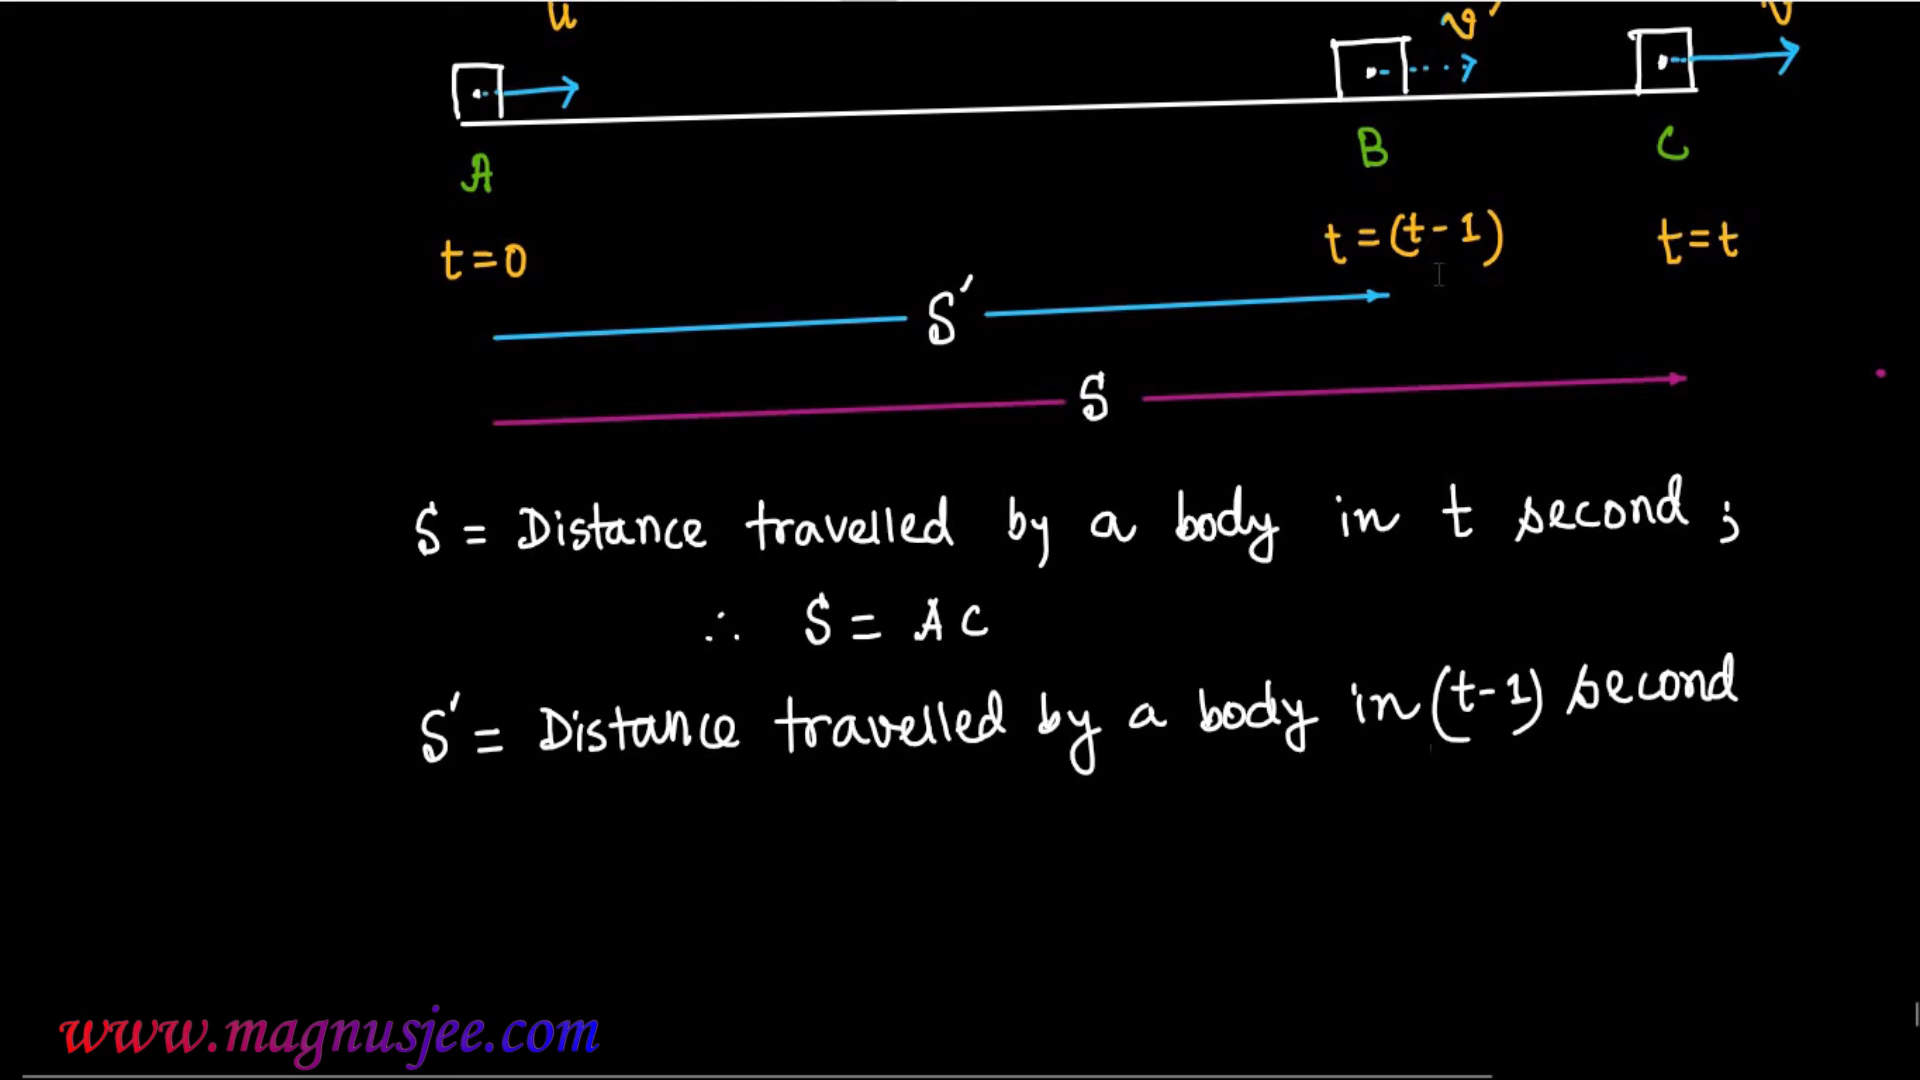 u v' v
A B C
t=0 t=(t-1) t=t
S'
S
S = Distance travelled by a body in t second ;
∴ S = AC
S' = Distance travelled by a body in (t-1) second
www.magnusjee.com